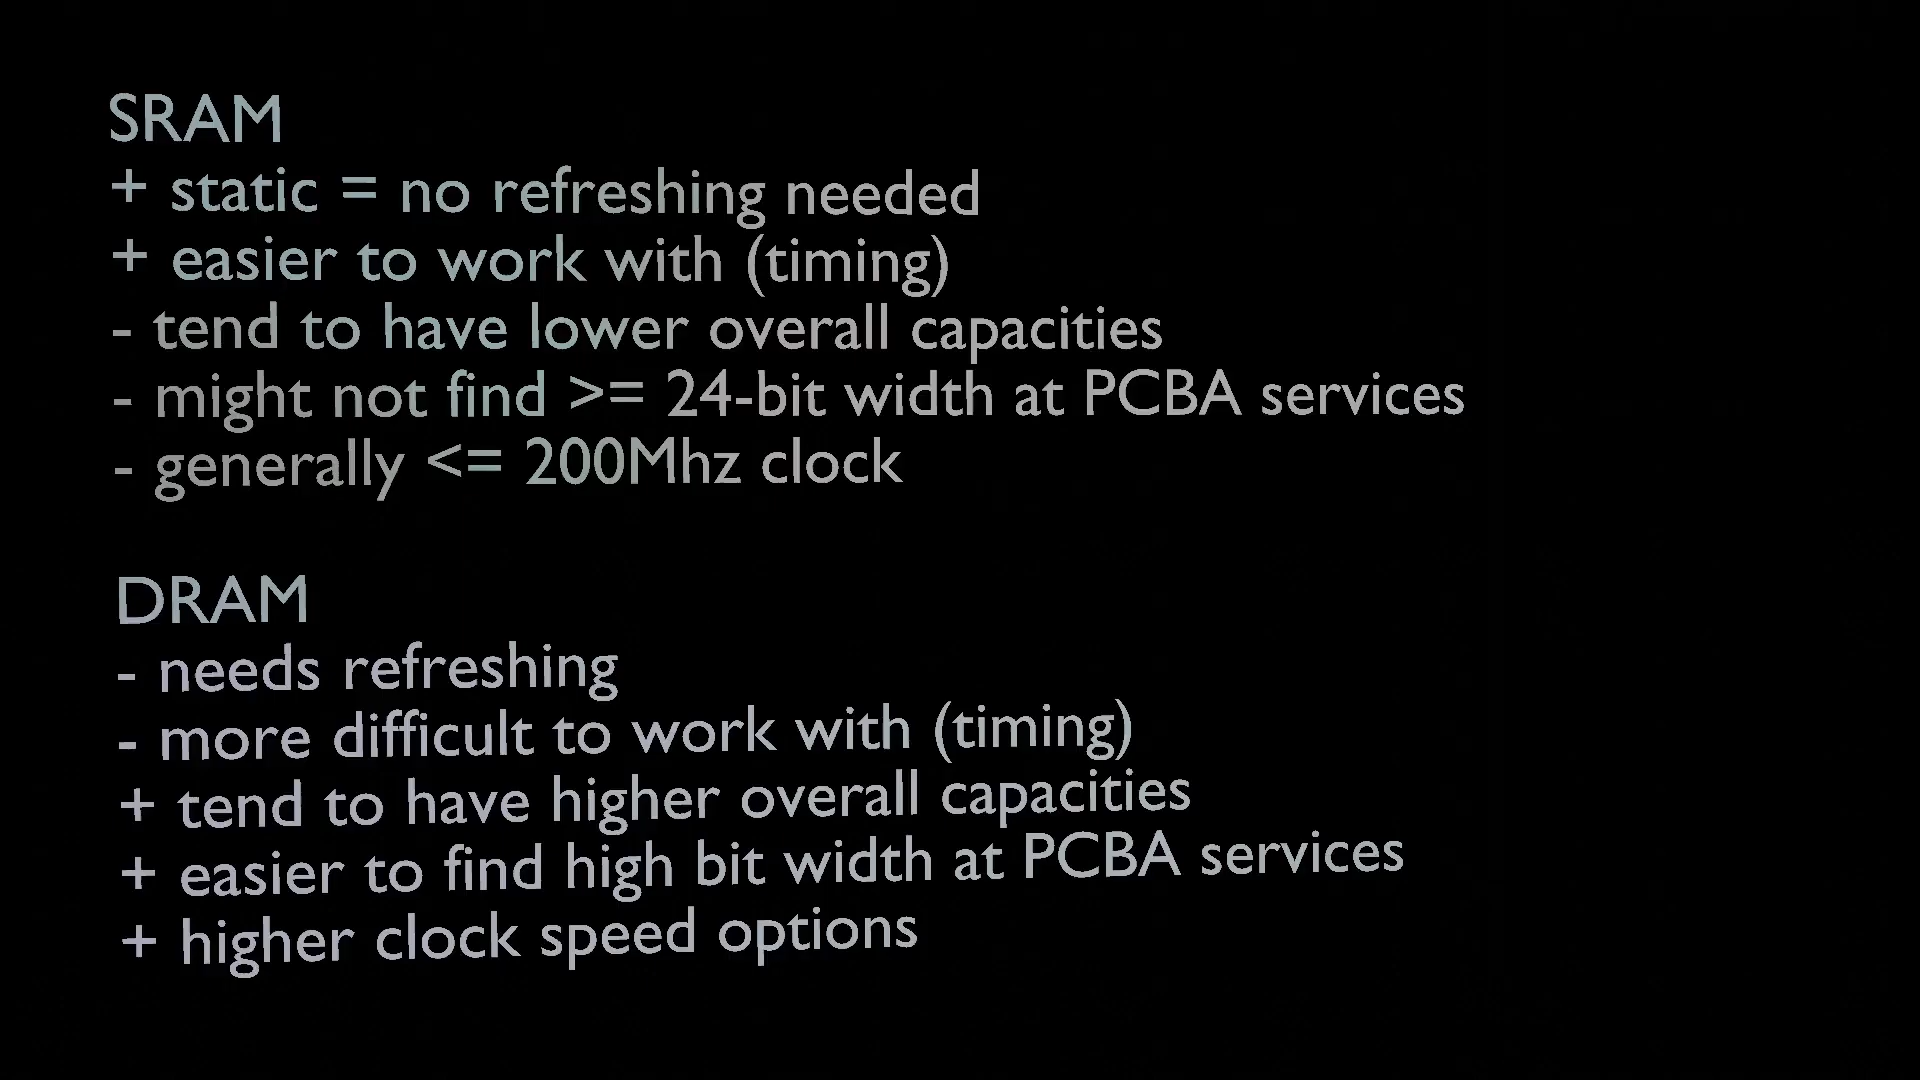 SRAM
+ static = no refreshing needed
+ easier to work with (timing)
- tend to have lower overall capacities
- might not find >= 24-bit width at PCBA services
- generally <= 200Mhz clock
DRAM
- needs refreshing
- more difficult to work with (timing)
+ tend to have higher overall capacities
+ easier to find high bit width at PCBA services
+ higher clock speed options